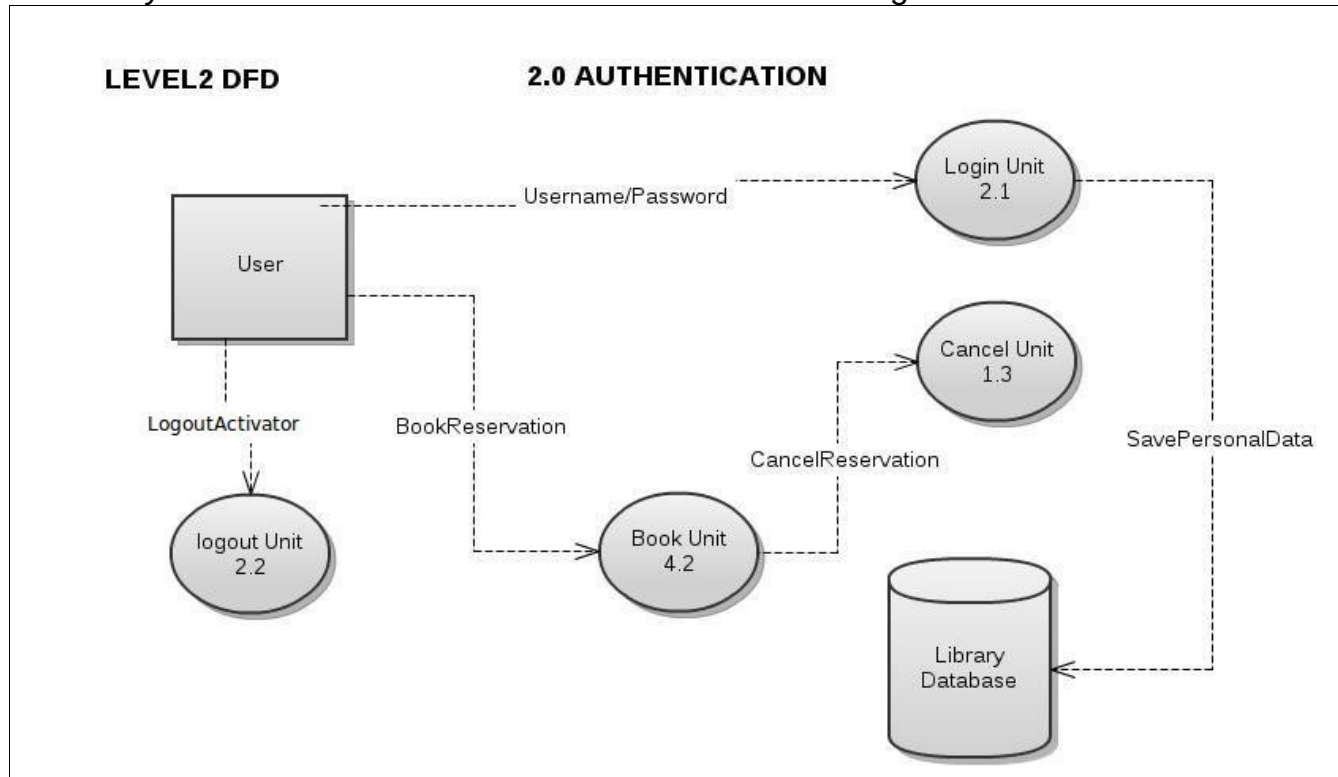 LEVEL2 DFD
2.0 AUTHENTICATION
Login Unit
2.1
Username/Password
User
Cancel Unit
1.3
LogoutActivator
BookReservation
SavePersonalData
CancelReservation
logout Unit
2.2
Book Unit
4.2
Library
Database